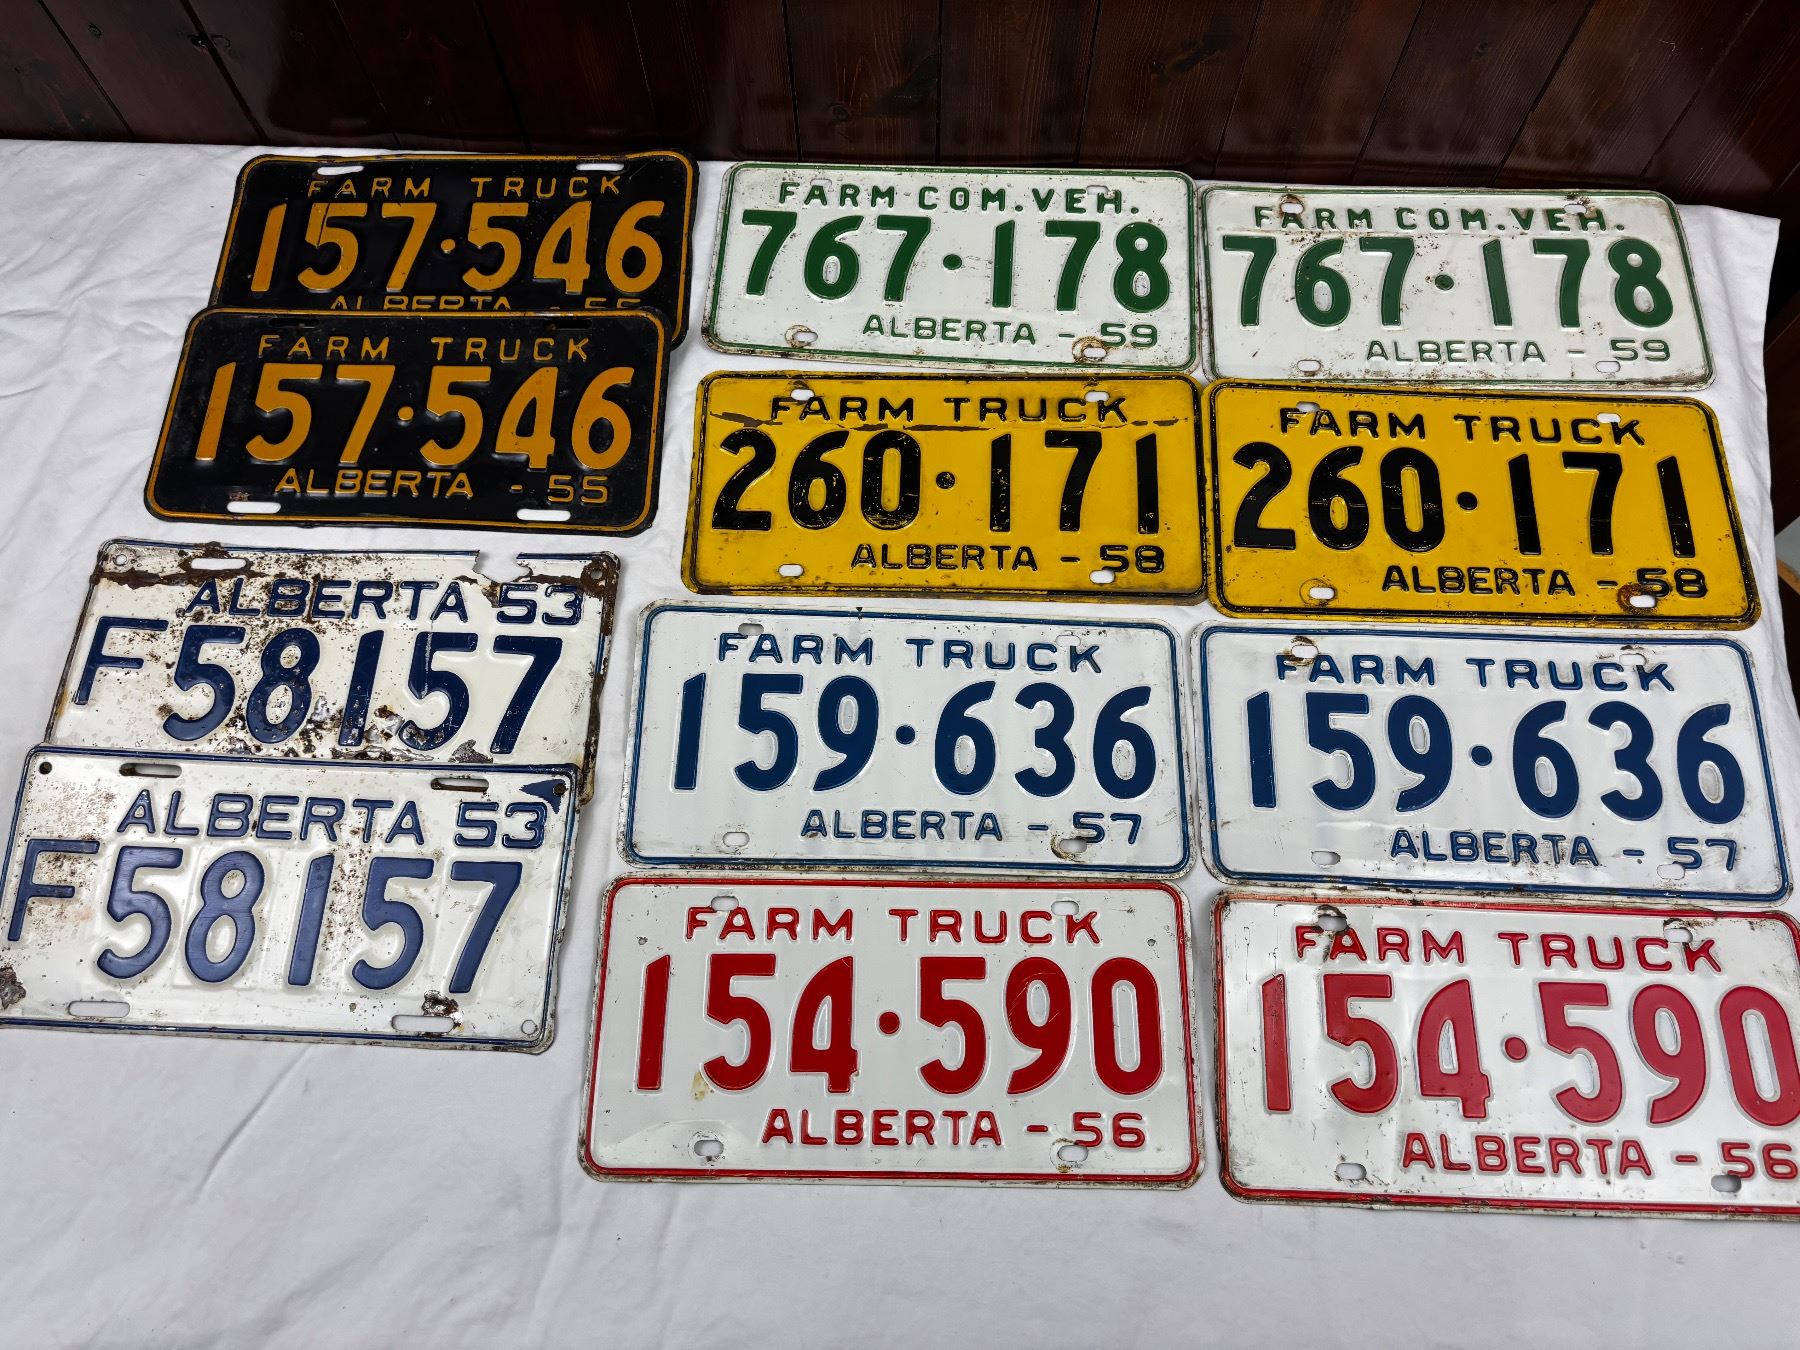 FARM TRUCK
157·546
ALBERTA - 55
FARM TRUCK
157·546
ALBERTA - 55
ALBERTA 53
F58157
ALBERTA 53
F58157
FARM COM. VEH.
767·178
ALBERTA - 59
FARM COM. VEH.
767·178
ALBERTA - 59
FARM TRUCK
260·171
ALBERTA - 58
FARM TRUCK
260·171
ALBERTA - 58
FARM TRUCK
159·636
ALBERTA - 57
FARM TRUCK
159·636
ALBERTA - 57
FARM TRUCK
154·590
ALBERTA - 56
FARM TRUCK
154·590
ALBERTA - 56